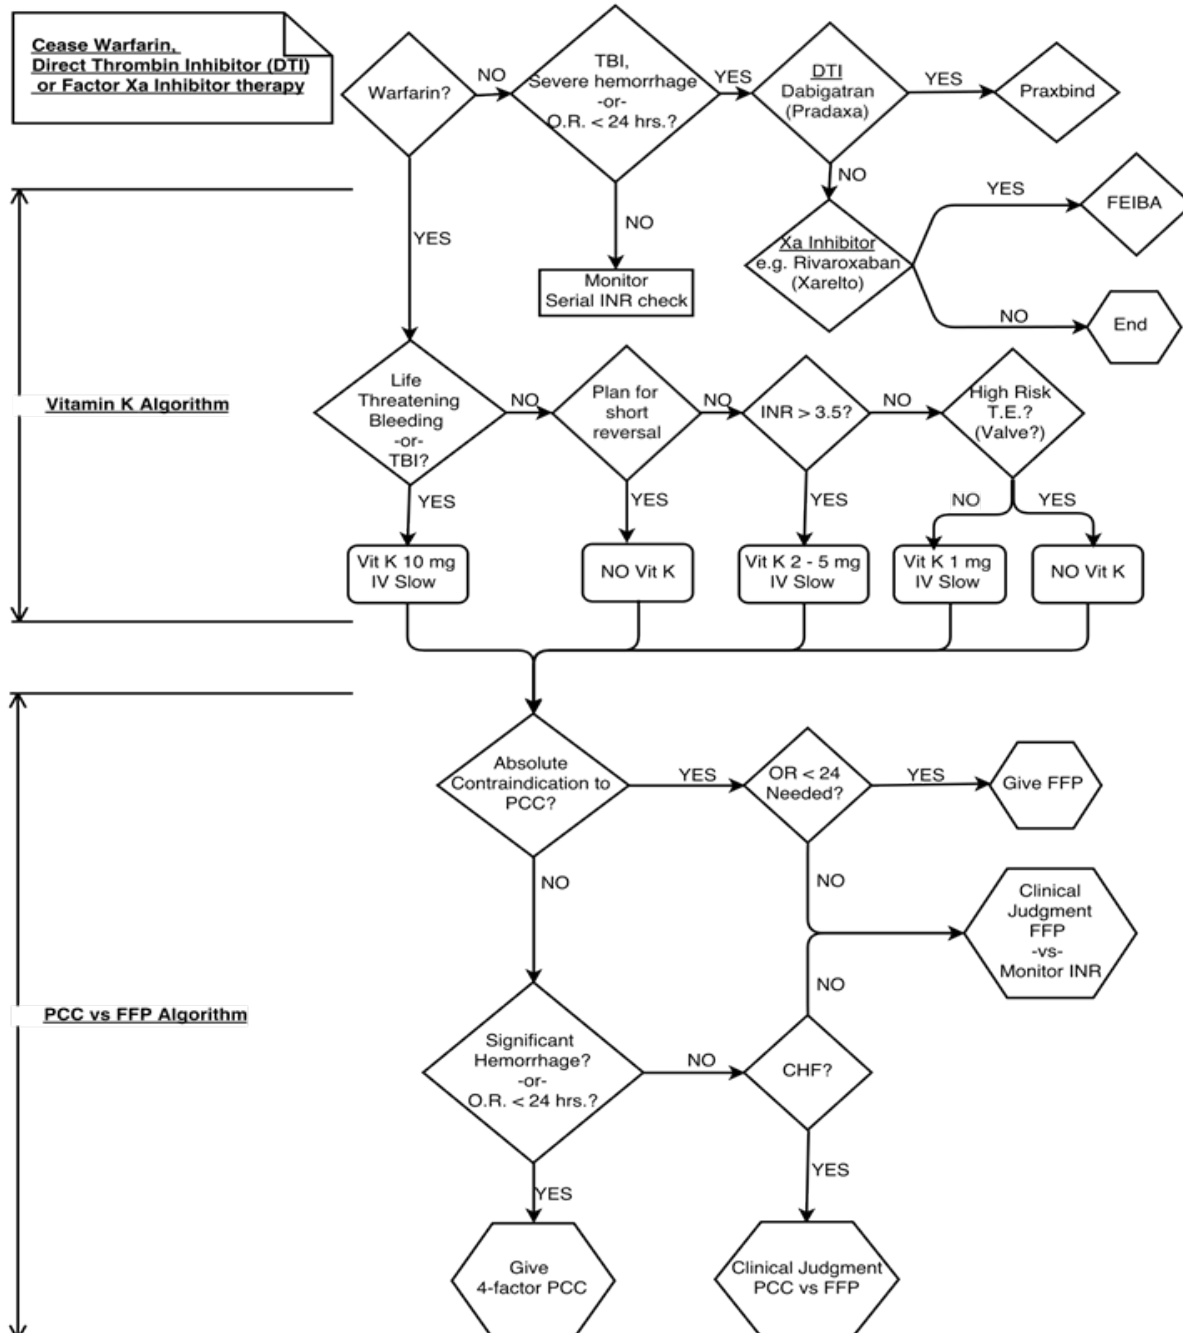 Cease Warfarin,
Direct Thrombin Inhibitor (DTI)
or Factor Xa Inhibitor therapy
Warfarin?
NO
TBI,
Severe hemorrhage
-or-
O.R. < 24 hrs.?
YES
DTI
Dabigatran
(Pradaxa)
YES
Praxbind
NO
YES
FEIBA
NO
YES
Xa Inhibitor
e.g. Rivaroxaban
(Xarelto)
Monitor
Serial INR check
NO
End
Vitamin K Algorithm
Life
Threatening
Bleeding
-or-
TBI?
NO
Plan for
short
reversal
NO
INR > 3.5?
NO
High Risk
T.E.?
(Valve?)
YES
YES
YES
NO
YES
Vit K 10 mg
IV Slow
NO Vit K
Vit K 2 - 5 mg
IV Slow
Vit K 1 mg
IV Slow
NO Vit K
Absolute
Contraindication to
PCC?
YES
OR < 24
Needed?
YES
Give FFP
NO
NO
Clinical
Judgment
FFP
-vs-
Monitor INR
NO
PCC vs FFP Algorithm
Significant
Hemorrhage?
-or-
O.R. < 24 hrs.?
NO
CHF?
YES
YES
Give
4-factor PCC
Clinical Judgment
PCC vs FFP